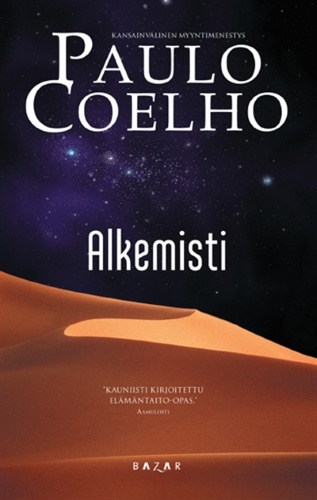 KANSAINVÄLINEN MYYNTIMENESTYS
PAULO
COELHO
Alkemisti
"KAUNIISTI KIRJOITETTU
ELÄMÄNTAITO-OPAS."
AAMULEHTI
BAZAR